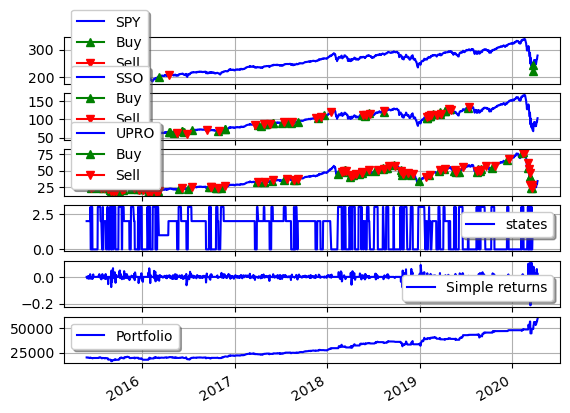 SPY
Buy
Sell
300
200
SSO
Buy
Sell
150
100
50
UPRO
Buy
Sell
75
50
25
2.5
0.0
states
0.0
−0.2
Simple returns
50000
25000
Portfolio
2016
2017
2018
2019
2020